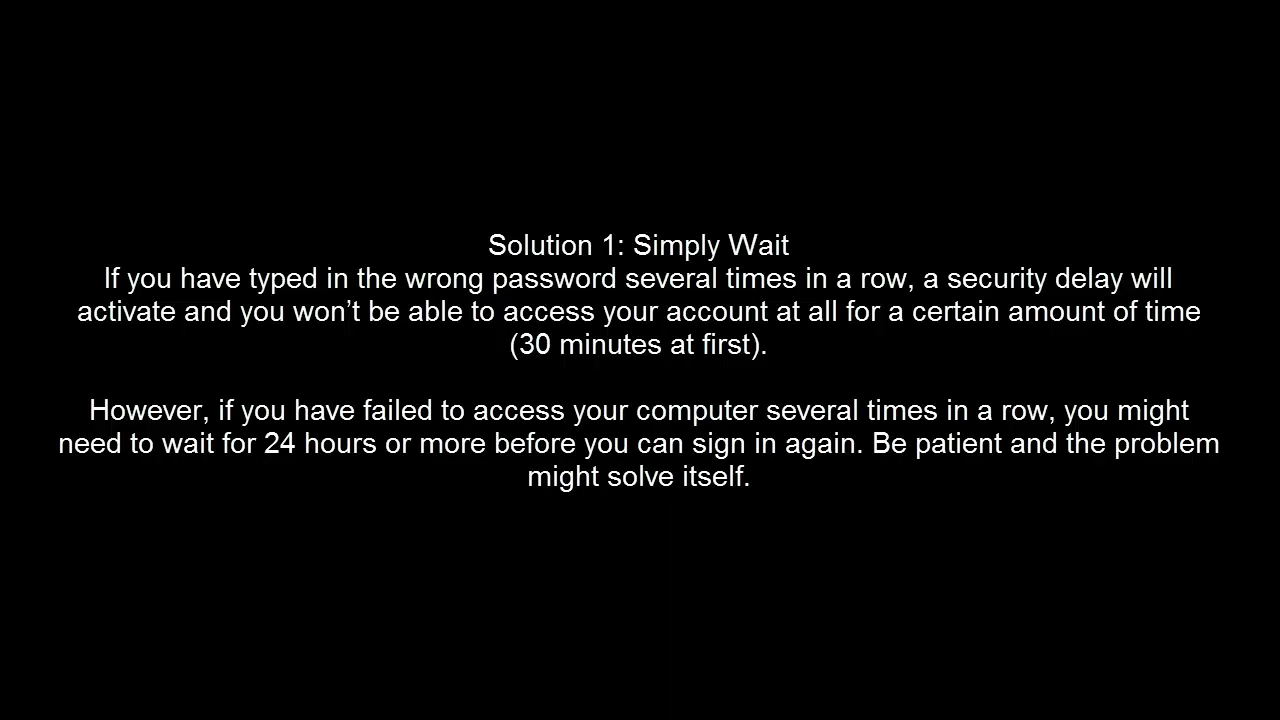 Solution 1: Simply Wait
If you have typed in the wrong password several times in a row, a security delay will
activate and you won’t be able to access your account at all for a certain amount of time
(30 minutes at first).
However, if you have failed to access your computer several times in a row, you might
need to wait for 24 hours or more before you can sign in again. Be patient and the problem
might solve itself.